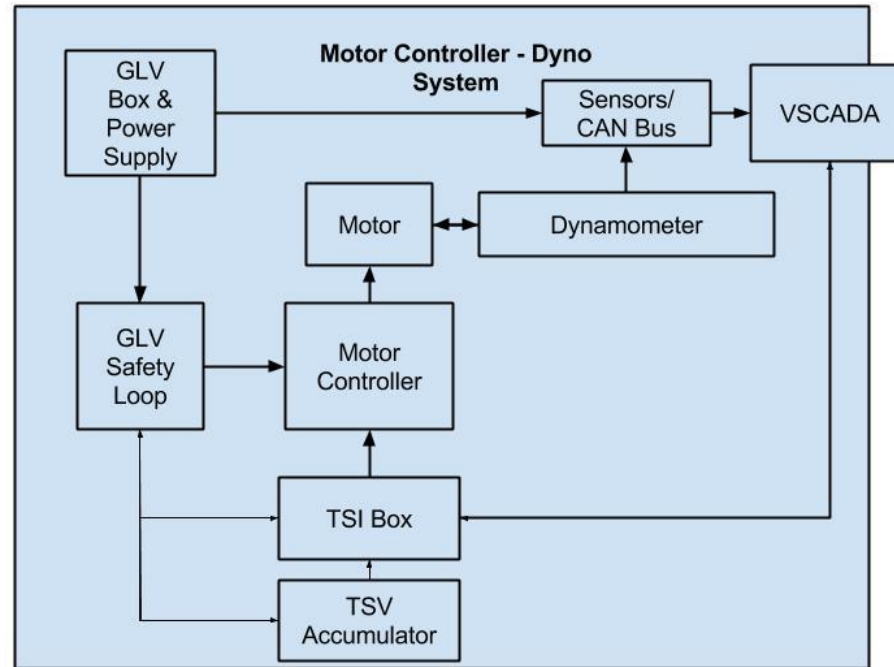 Motor Controller - Dyno
System
GLV
Box &
Power
Supply
Sensors/
CAN Bus
VSCADA
Motor
Dynamometer
GLV
Safety
Loop
Motor
Controller
TSI Box
TSV
Accumulator